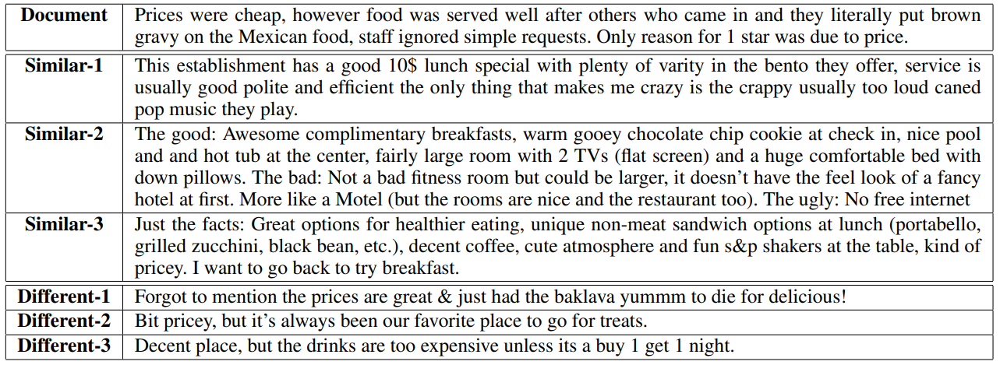 Document Prices were cheap, however food was served well after others who came in and they literally put brown
gravy on the Mexican food, staff ignored simple requests. Only reason for 1 star was due to price.
Similar-1 This establishment has a good 10$ lunch special with plenty of varity in the bento they offer, service is
usually good polite and efficient the only thing that makes me crazy is the crappy usually too loud caned
pop music they play.
Similar-2 The good: Awesome complimentary breakfasts, warm gooey chocolate chip cookie at check in, nice pool
and and hot tub at the center, fairly large room with 2 TVs (flat screen) and a huge comfortable bed with
down pillows. The bad: Not a bad fitness room but could be larger, it doesn't have the feel look of a fancy
hotel at first. More like a Motel (but the rooms are nice and the restaurant too). The ugly: No free internet
Similar-3 Just the facts: Great options for healthier eating, unique non-meat sandwich options at lunch (portabello,
grilled zucchini, black bean, etc.), decent coffee, cute atmosphere and fun s&p shakers at the table, kind of
pricey. I want to go back to try breakfast.
Different-1 Forgot to mention the prices are great & just had the baklava yummm to die for delicious!
Different-2 Bit pricey, but it's always been our favorite place to go for treats.
Different-3 Decent place, but the drinks are too expensive unless its a buy 1 get 1 night.